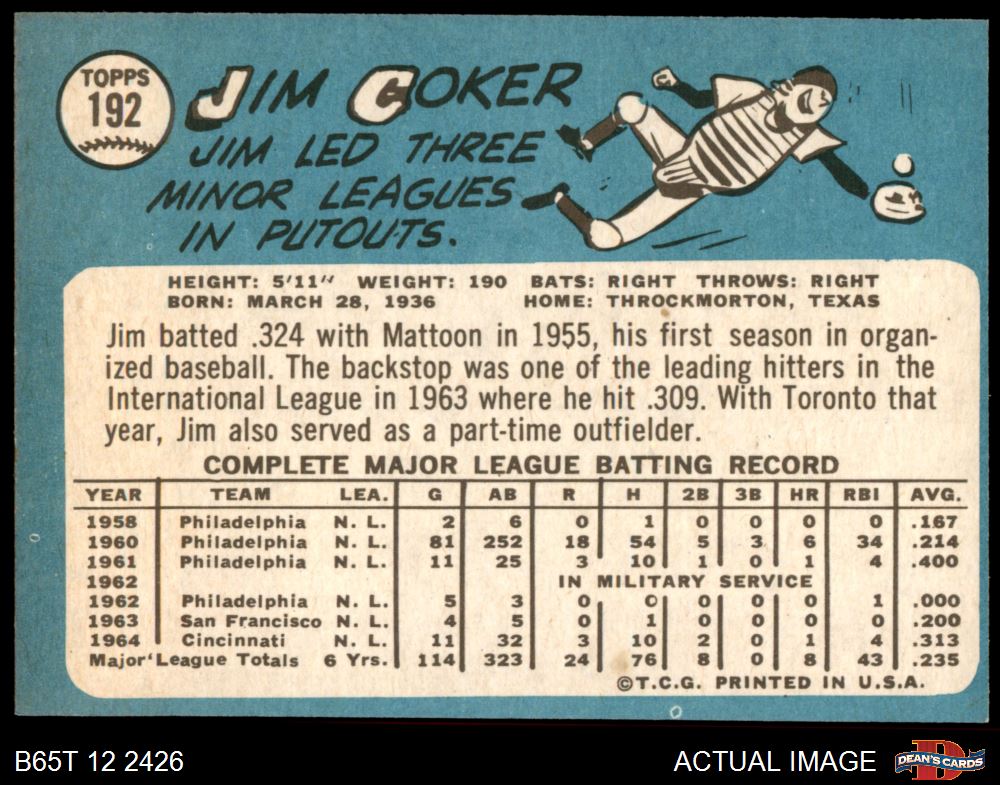 TOPPS
192
JIM COKER
JIM LED THREE
MINOR LEAGUES
IN PUTOUTS.
HEIGHT: 5'11" WEIGHT: 190 BATS: RIGHT THROWS: RIGHT
BORN: MARCH 28, 1936 HOME: THROCKMORTON, TEXAS
Jim batted .324 with Mattoon in 1955, his first season in organ-
ized baseball. The backstop was one of the leading hitters in the
International League in 1963 where he hit .309. With Toronto that
year, Jim also served as a part-time outfielder.
COMPLETE MAJOR LEAGUE BATTING RECORD
YEAR TEAM LEA. G AB R H 2B 3B HR RBI AVG.
1958 Philadelphia N. L. 2 6 0 1 0 0 0 0 .167
1960 Philadelphia N. L. 81 252 18 54 5 3 6 34 .214
1961 Philadelphia N. L. 11 25 3 10 1 0 1 4 .400
1962 IN MILITARY SERVICE
1962 Philadelphia N. L. 5 3 0 0 0 0 0 1 .000
1963 San Francisco N. L. 4 5 0 1 0 0 0 0 .200
1964 Cincinnati N. L. 11 32 3 10 2 0 1 4 .313
Major League Totals 6 Yrs. 114 323 24 76 8 0 8 43 .235
©T.C.G. PRINTED IN U.S.A.
B65T 12 2426 ACTUAL IMAGE
D
DEAN'S CARDS